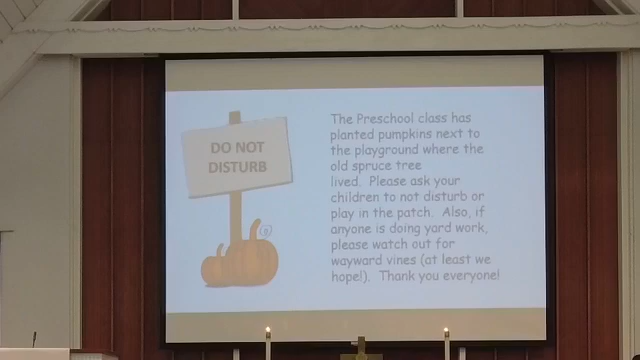 DO NOT
DISTURB
The Preschool class has
planted pumpkins next to
the playground where the
old spruce tree
lived.  Please ask your
children to not disturb or
play in the patch.  Also, if
anyone is doing yard work,
please watch out for
wayward vines (at least we
hope!).  Thank you everyone!